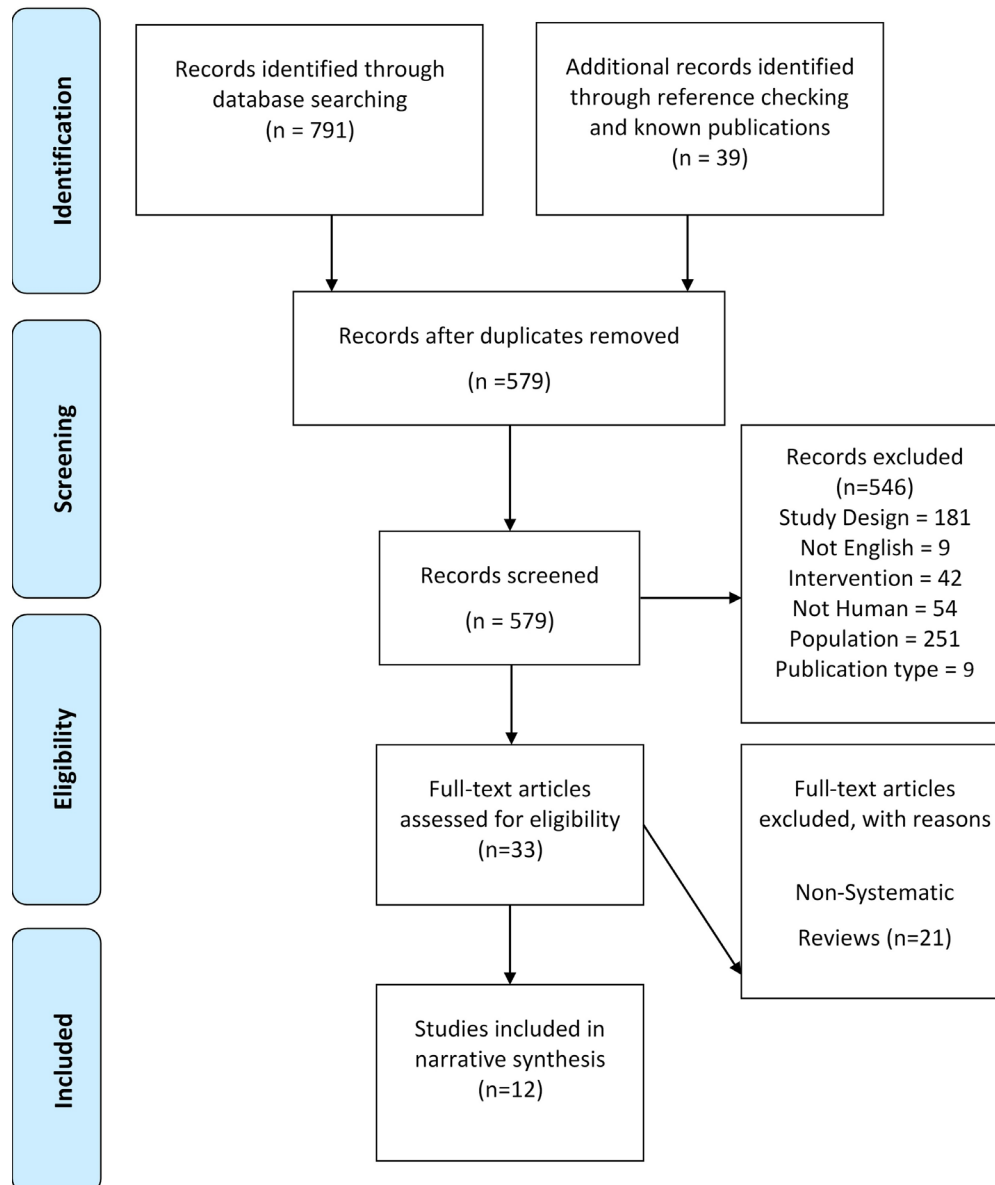 Identification
Records identified through
database searching
(n = 791)
Additional records identified
through reference checking
and known publications
(n = 39)
Records after duplicates removed
(n =579)
Screening
Records screened
(n = 579)
Records excluded
(n=546)
Study Design = 181
Not English = 9
Intervention = 42
Not Human = 54
Population = 251
Publication type = 9
Eligibility
Full-text articles
assessed for eligibility
(n=33)
Full-text articles
excluded, with reasons
Non-Systematic
Reviews (n=21)
Included
Studies included in
narrative synthesis
(n=12)